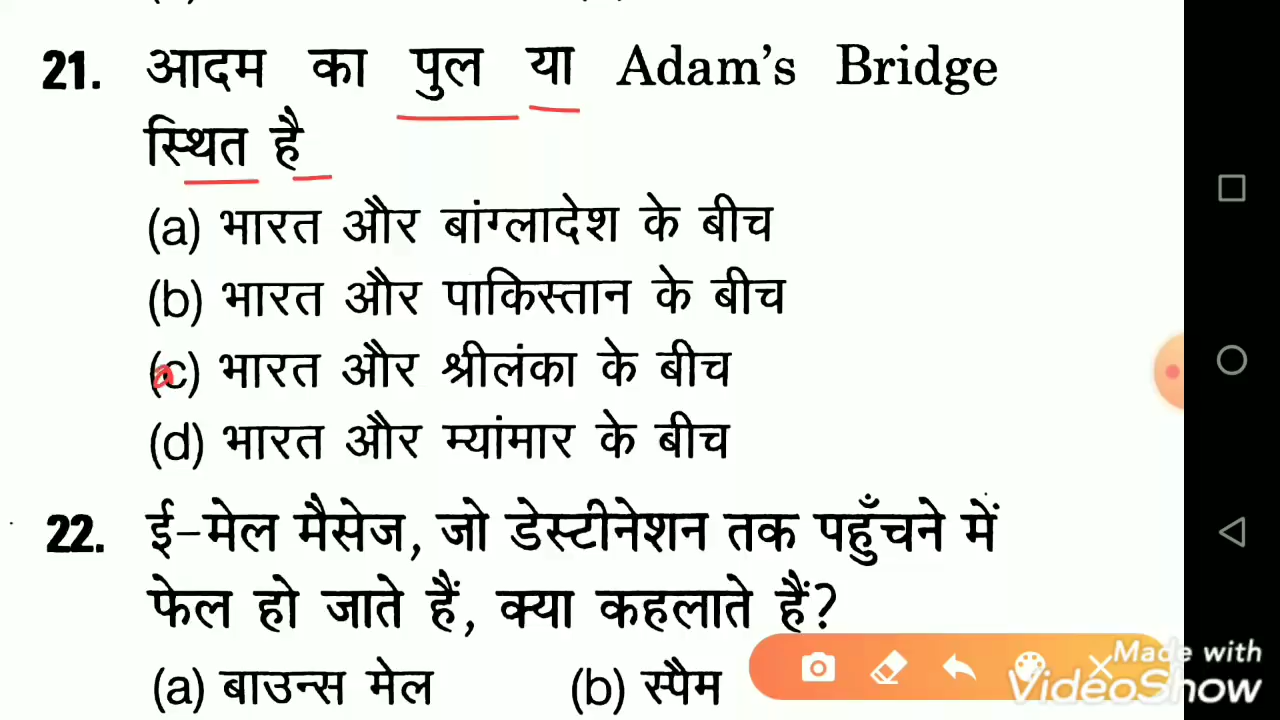 21. आदम का पुल या Adam's Bridge
स्थित है
(a) भारत और बांग्लादेश के बीच
(b) भारत और पाकिस्तान के बीच
(c) भारत और श्रीलंका के बीच
(d) भारत और म्यांमार के बीच
22. ई-मेल मैसेज, जो डेस्टीनेशन तक पहुँचने में
फेल हो जाते हैं, क्या कहलाते हैं?
(a) बाउन्स मेल (b) स्पैम
Made with
VideoShow